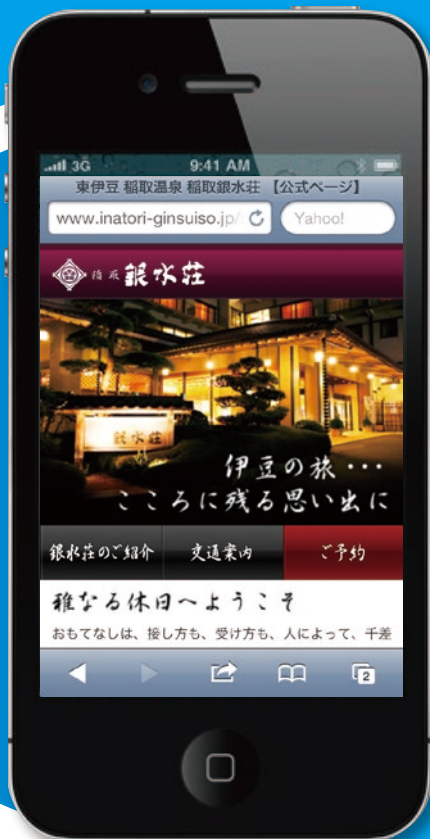 3G 9:41 AM
東伊豆 稲取温泉 稲取銀水荘 【公式ページ】
www.inatori-ginsuiso.jp/
Yahoo!
稲取 銀水荘
銀水荘
伊豆の旅・・・
こころに残る思い出に
銀水荘のご紹介 交通案内 ご予約
雅なる休日へようこそ
おもてなしは、接し方も、受け方も、人によって、千差
2